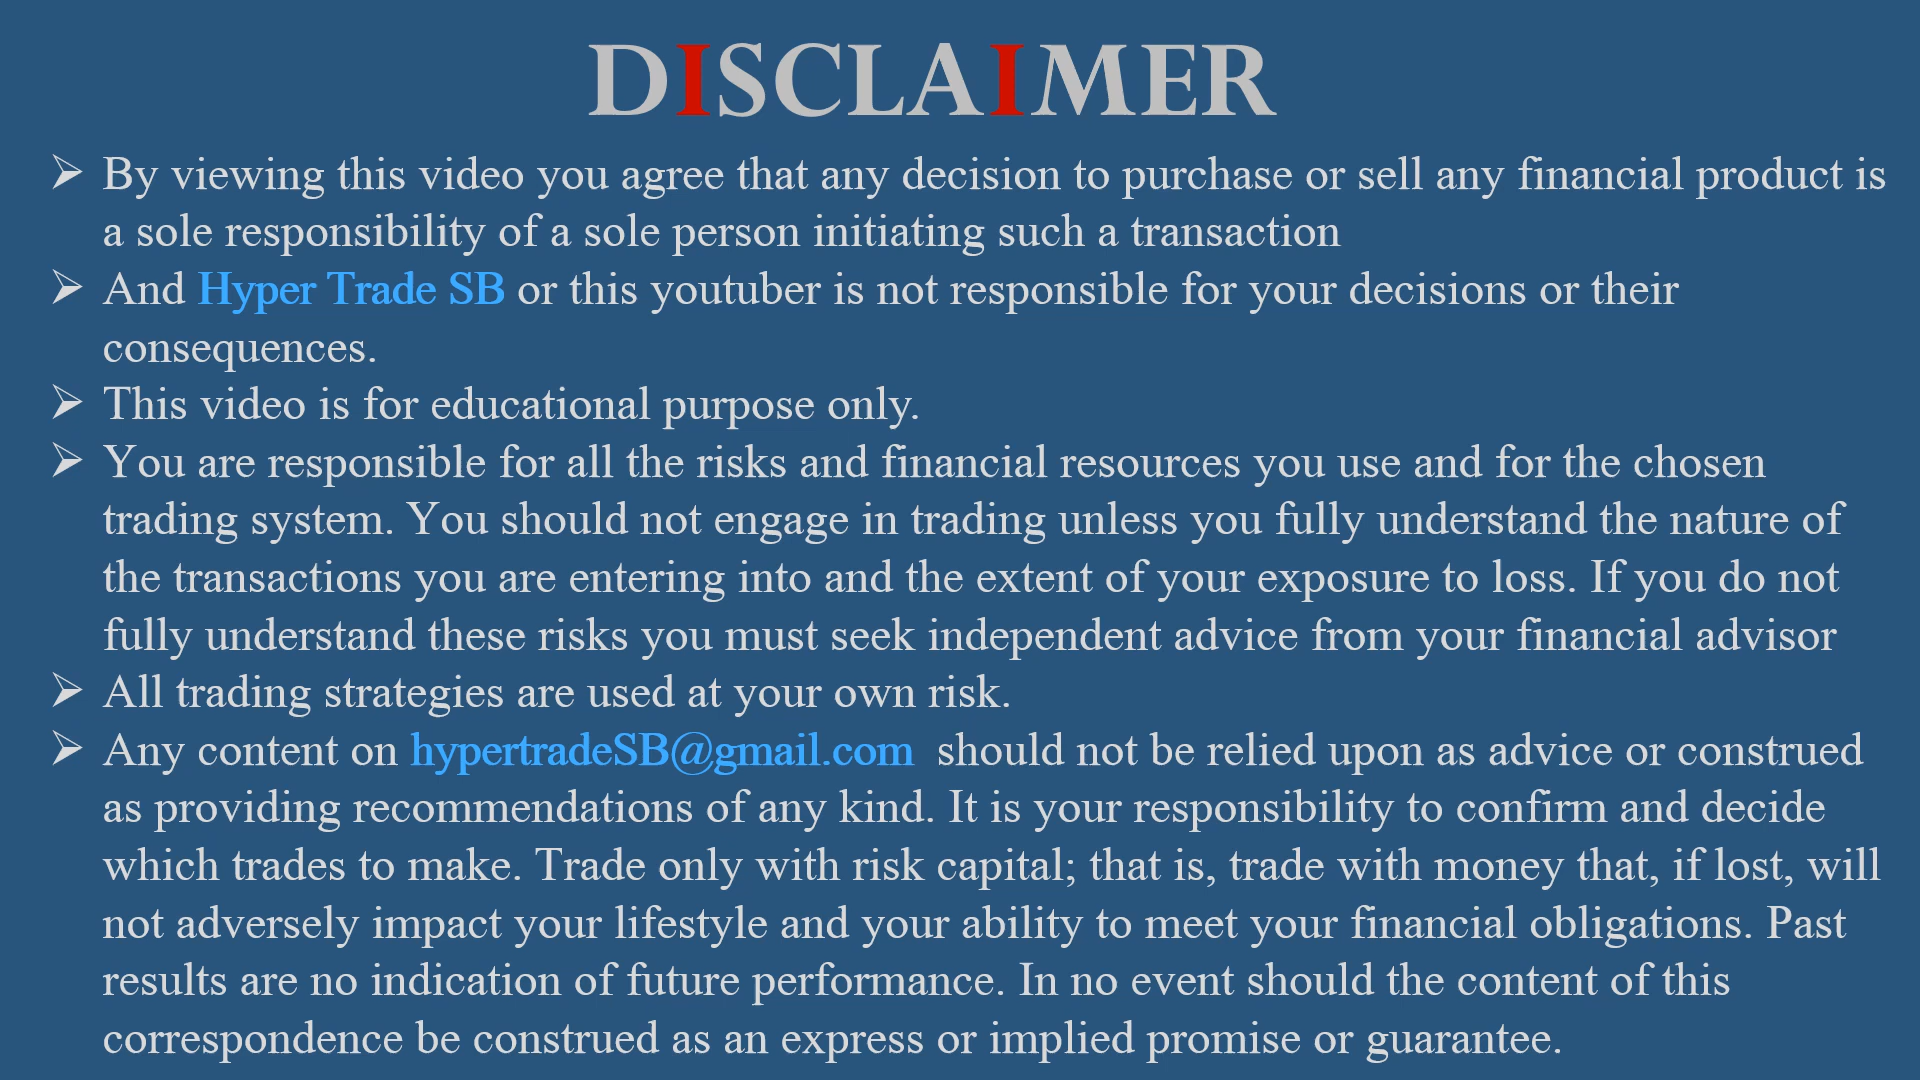 DISCLAIMER
➢ By viewing this video you agree that any decision to purchase or sell any financial product is
a sole responsibility of a sole person initiating such a transaction
➢ And Hyper Trade SB or this youtuber is not responsible for your decisions or their
consequences.
➢ This video is for educational purpose only.
➢ You are responsible for all the risks and financial resources you use and for the chosen
trading system. You should not engage in trading unless you fully understand the nature of
the transactions you are entering into and the extent of your exposure to loss. If you do not
fully understand these risks you must seek independent advice from your financial advisor
➢ All trading strategies are used at your own risk.
➢ Any content on hypertradeSB@gmail.com should not be relied upon as advice or construed
as providing recommendations of any kind. It is your responsibility to confirm and decide
which trades to make. Trade only with risk capital; that is, trade with money that, if lost, will
not adversely impact your lifestyle and your ability to meet your financial obligations. Past
results are no indication of future performance. In no event should the content of this
correspondence be construed as an express or implied promise or guarantee.